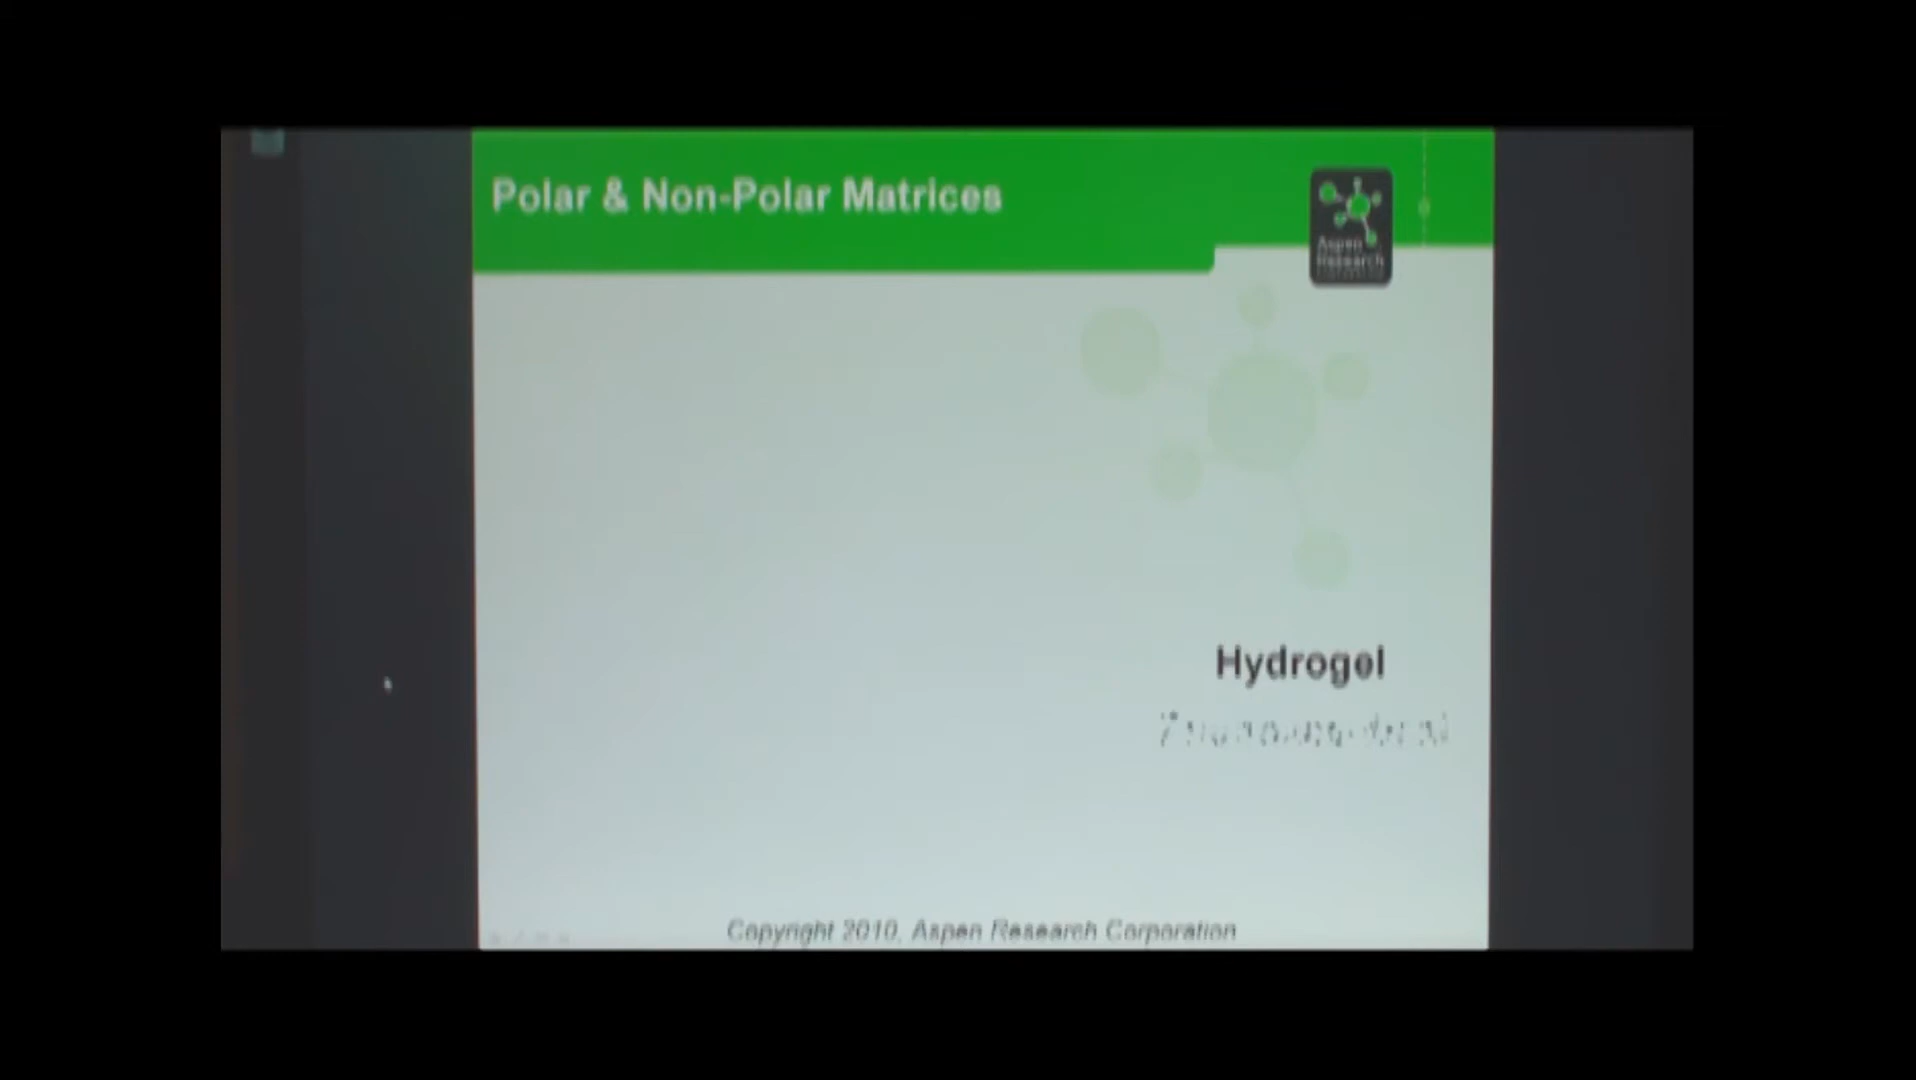 Polar & Non-Polar Matrices
Aspen
Research
Hydrogel
Copyright 2010, Aspen Research Corporation